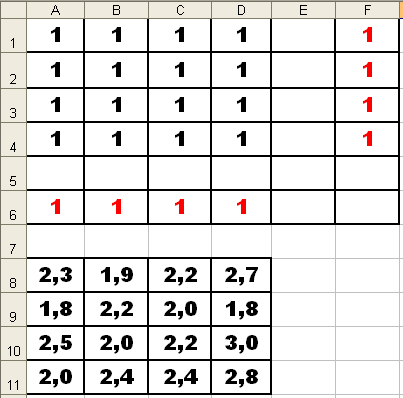 A B C D E F
1 1 1 1 1 1
2 1 1 1 1 1
3 1 1 1 1 1
4 1 1 1 1 1
5
6 1 1 1 1
7
8 2,3 1,9 2,2 2,7
9 1,8 2,2 2,0 1,8
10 2,5 2,0 2,2 3,0
11 2,0 2,4 2,4 2,8